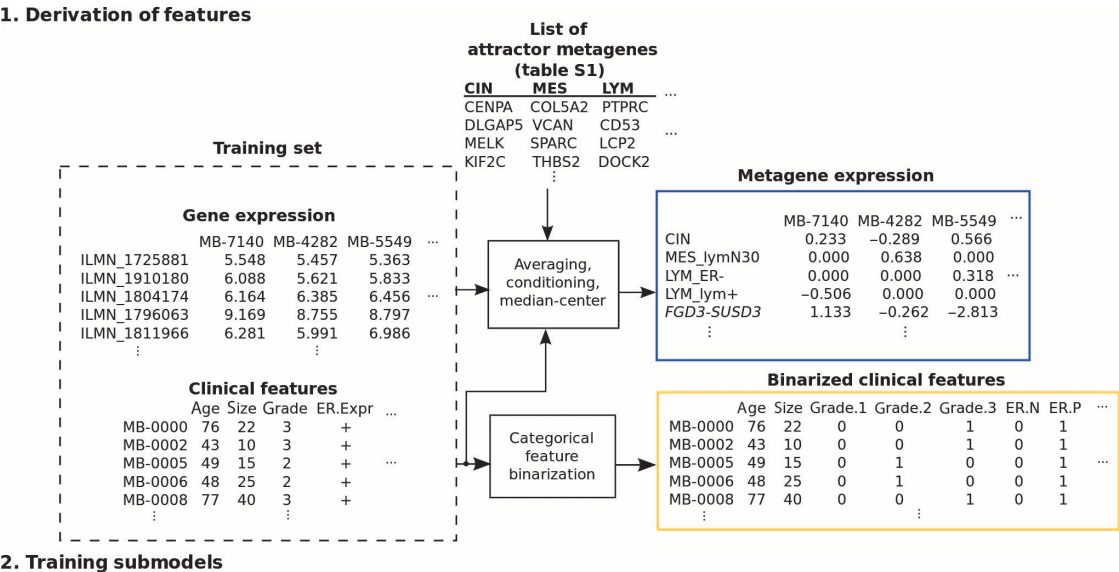 1. Derivation of features
List of
attractor metagenes
(table S1)
CIN MES LYM ...
CENPA COL5A2 PTPRC
DLGAP5 VCAN CD53 ...
MELK SPARC LCP2
KIF2C THBS2 DOCK2
⋮
Training set
Gene expression
MB-7140 MB-4282 MB-5549 ...
ILMN_1725881 5.548 5.457 5.363
ILMN_1910180 6.088 5.621 5.833
ILMN_1804174 6.164 6.385 6.456 ...
ILMN_1796063 9.169 8.755 8.797
ILMN_1811966 6.281 5.991 6.986
⋮ ⋮
Clinical features
Age Size Grade ER.Expr ...
MB-0000 76 22 3 +
MB-0002 43 10 3 +
MB-0005 49 15 2 + ...
MB-0006 48 25 2 +
MB-0008 77 40 3 +
⋮ ⋮
Averaging,
conditioning,
median-center
Categorical
feature
binarization
Metagene expression
MB-7140 MB-4282 MB-5549 ...
CIN 0.233 −0.289 0.566
MES_lymN30 0.000 0.638 0.000
LYM_ER- 0.000 0.000 0.318 ...
LYM_lym+ −0.506 0.000 0.000
FGD3-SUSD3 1.133 −0.262 −2.813
⋮ ⋮
Binarized clinical features
Age Size Grade.1 Grade.2 Grade.3 ER.N ER.P ...
MB-0000 76 22 0 0 1 0 1
MB-0002 43 10 0 0 1 0 1
MB-0005 49 15 0 1 0 0 1 ...
MB-0006 48 25 0 1 0 0 1
MB-0008 77 40 0 0 1 0 1
⋮ ⋮
2. Training submodels